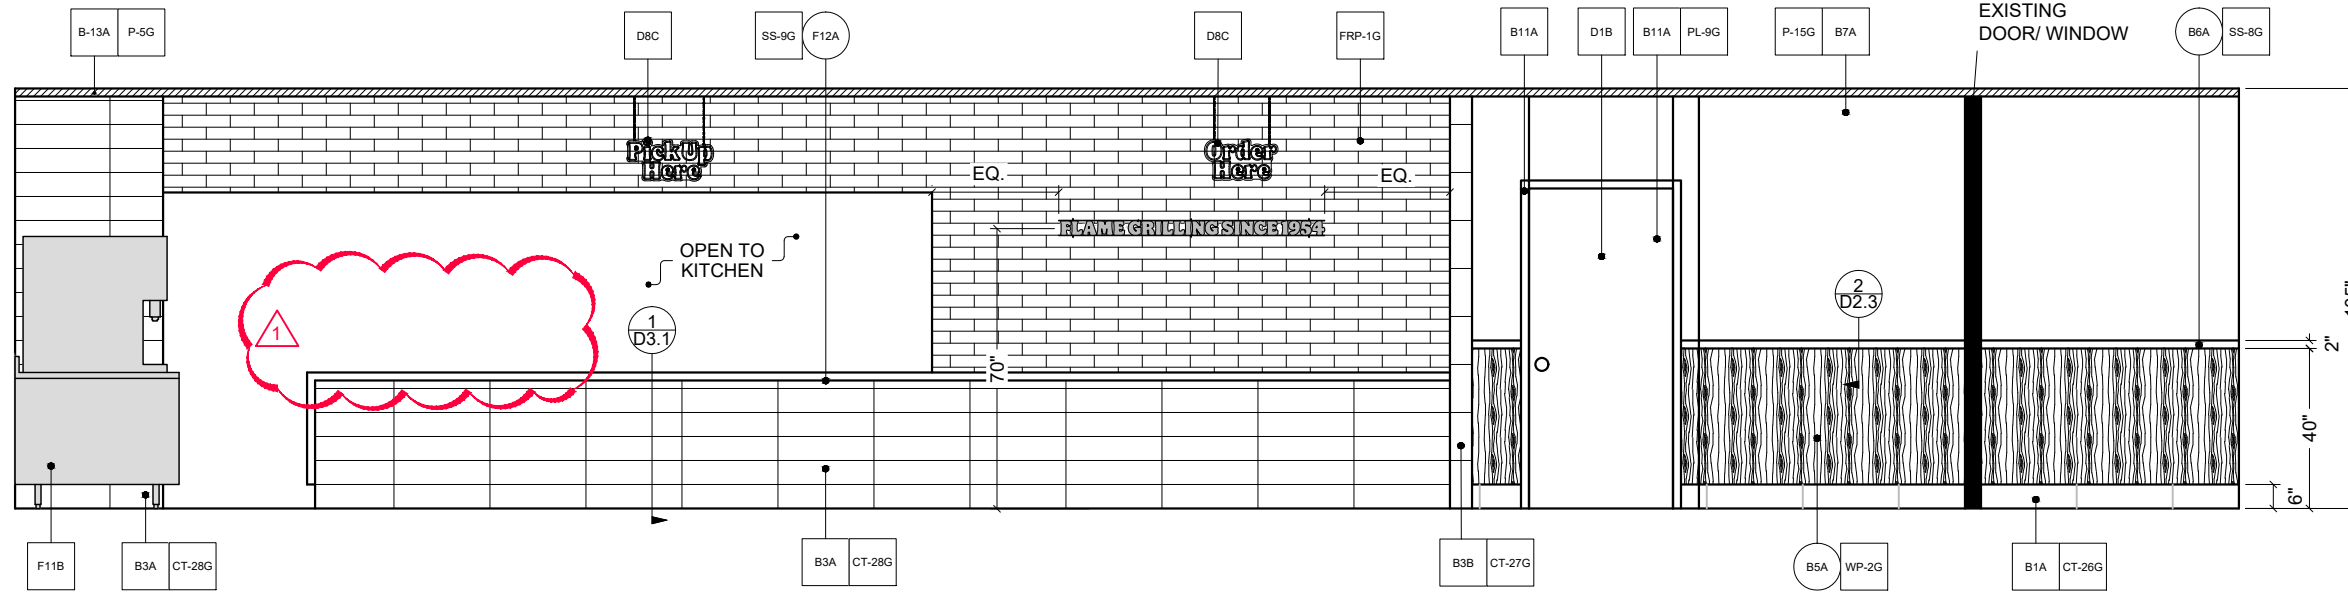 B-13A P-5G
D8C
SS-9G F12A
D8C
FRP-1G
B11A
D1B
B11A PL-9G
P-15G B7A
EXISTING
DOOR/ WINDOW
B6A SS-8G
PickUp
Here
Order
Here
EQ.
EQ.
FLAME GRILLING SINCE 1954
OPEN TO
KITCHEN
1
1
D3.1
2
D2.3
70"
2"
40"
6"
F11B
B3A CT-28G
B3A CT-28G
B3B CT-27G
B5A WP-2G
B1A CT-26G